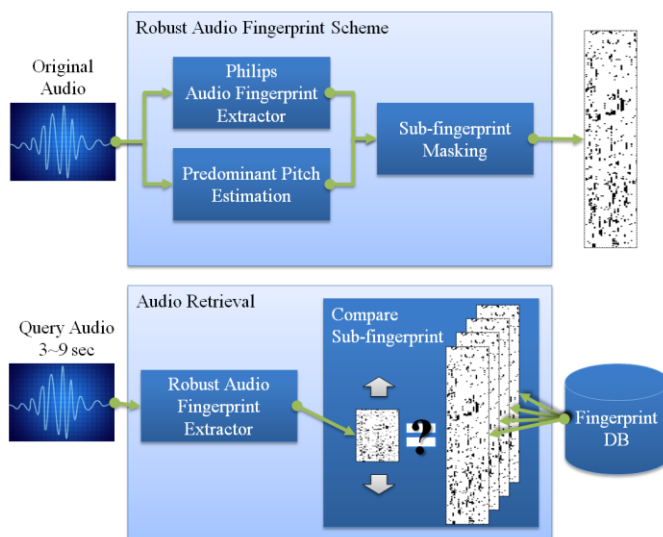 Robust Audio Fingerprint Scheme
Original
Audio
Philips
Audio Fingerprint
Extractor
Predominant Pitch
Estimation
Sub-fingerprint
Masking
Audio Retrieval
Query Audio
3~9 sec
Robust Audio
Fingerprint
Extractor
Compare
Sub-fingerprint
?
Fingerprint
DB